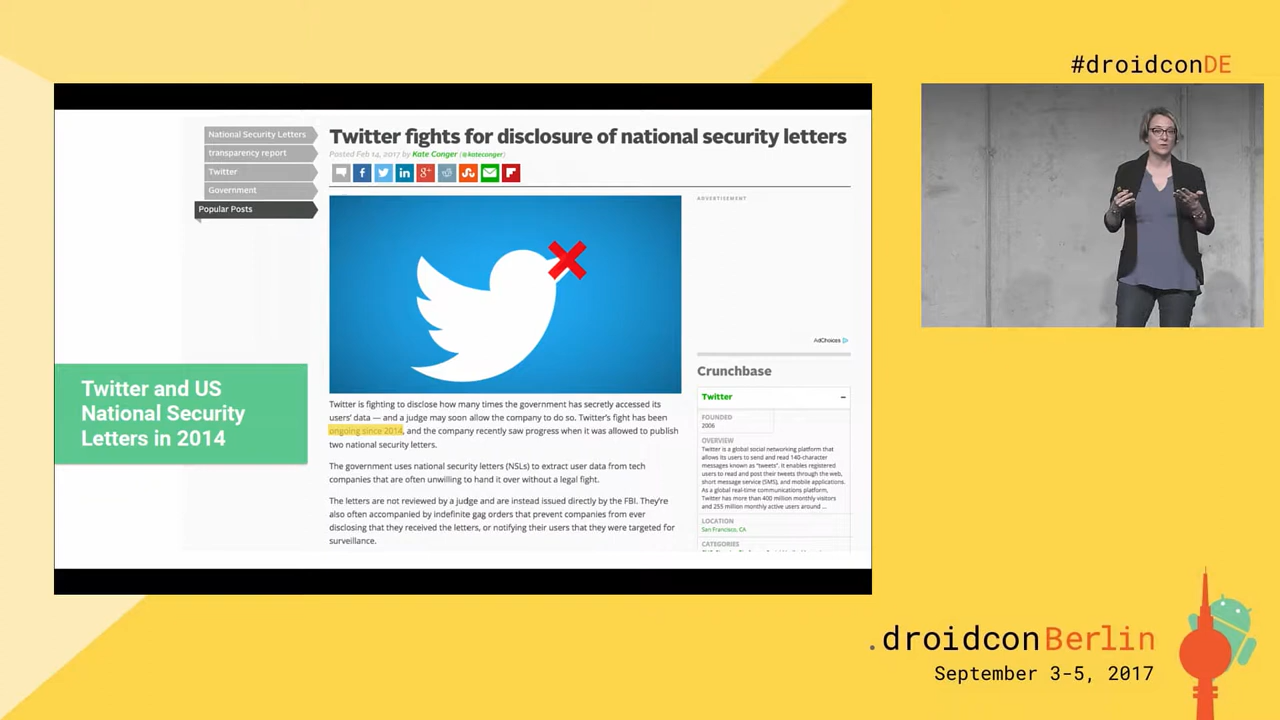 #droidconDE
National Security Letters
transparency report
Twitter
Government
Popular Posts
Twitter fights for disclosure of national security letters
Posted Feb 14, 2017 by Kate Conger (@kateconger)
g+
ADVERTISEMENT
AdChoices
Twitter and US
National Security
Letters in 2014
Twitter is fighting to disclose how many times the government has secretly accessed its
users' data — and a judge may soon allow the company to do so. Twitter's fight has been
ongoing since 2014, and the company recently saw progress when it was allowed to publish
two national security letters.
The government uses national security letters (NSLs) to extract user data from tech
companies that are often unwilling to hand it over without a legal fight.
The letters are not reviewed by a judge and are instead issued directly by the FBI. They're
also often accompanied by indefinite gag orders that prevent companies from ever
disclosing that they received the letters, or notifying their users that they were targeted for
surveillance.
Crunchbase
Twitter
FOUNDED
2006
OVERVIEW
Twitter is a global social networking platform that
allows its users to send and read 140-character
messages known as "tweets". It enables registered
users to read and post their tweets through the web,
short message service (SMS), and mobile applications.
As a global real-time communications platform,
Twitter has more than 400 million monthly visitors
and 255 million monthly active users around ...
LOCATION
San Francisco, CA
CATEGORIES
.droidconBerlin
September 3-5, 2017